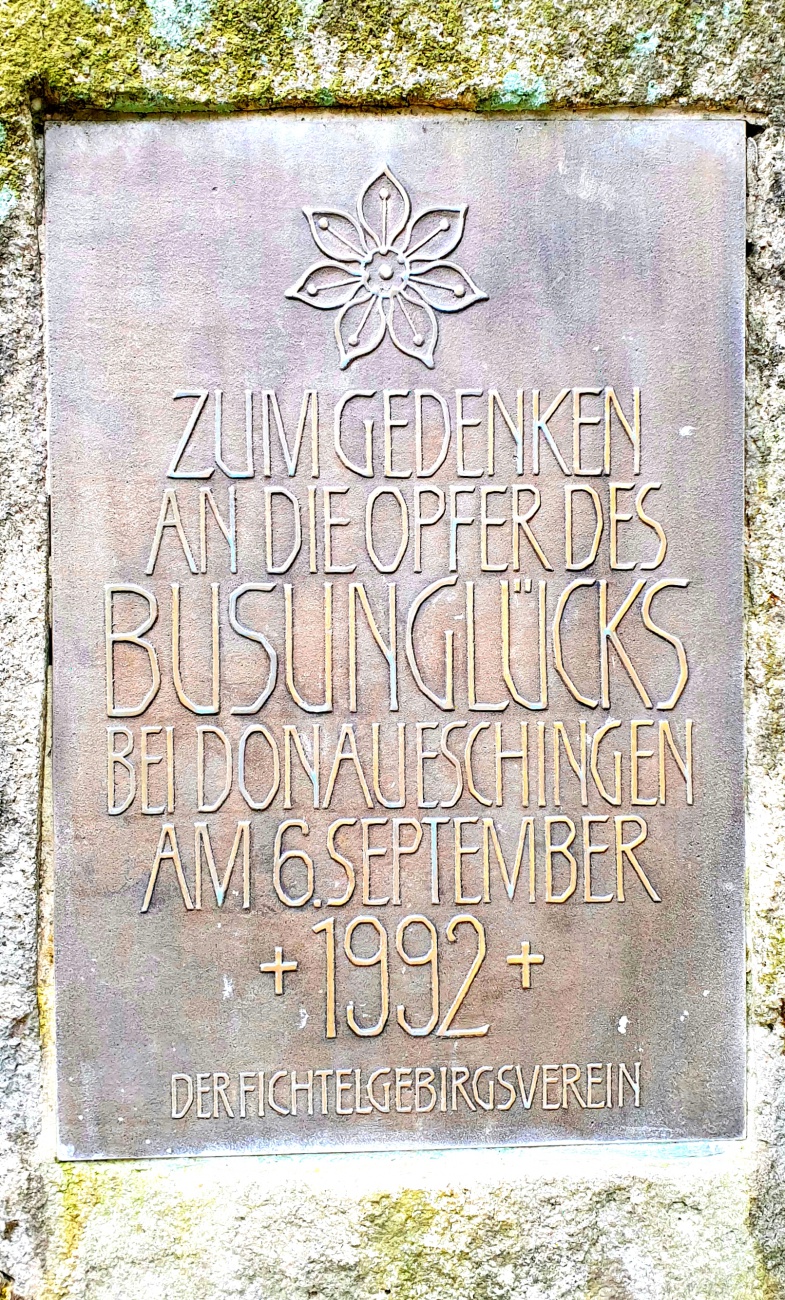 ZUM GEDENKEN
AN DIE OPFER DES
BUSUNGLÜCKS
BEI DONAUESCHINGEN
AM 6. SEPTEMBER
+ 1992 +
DER FICHTELGEBIRGSVEREIN